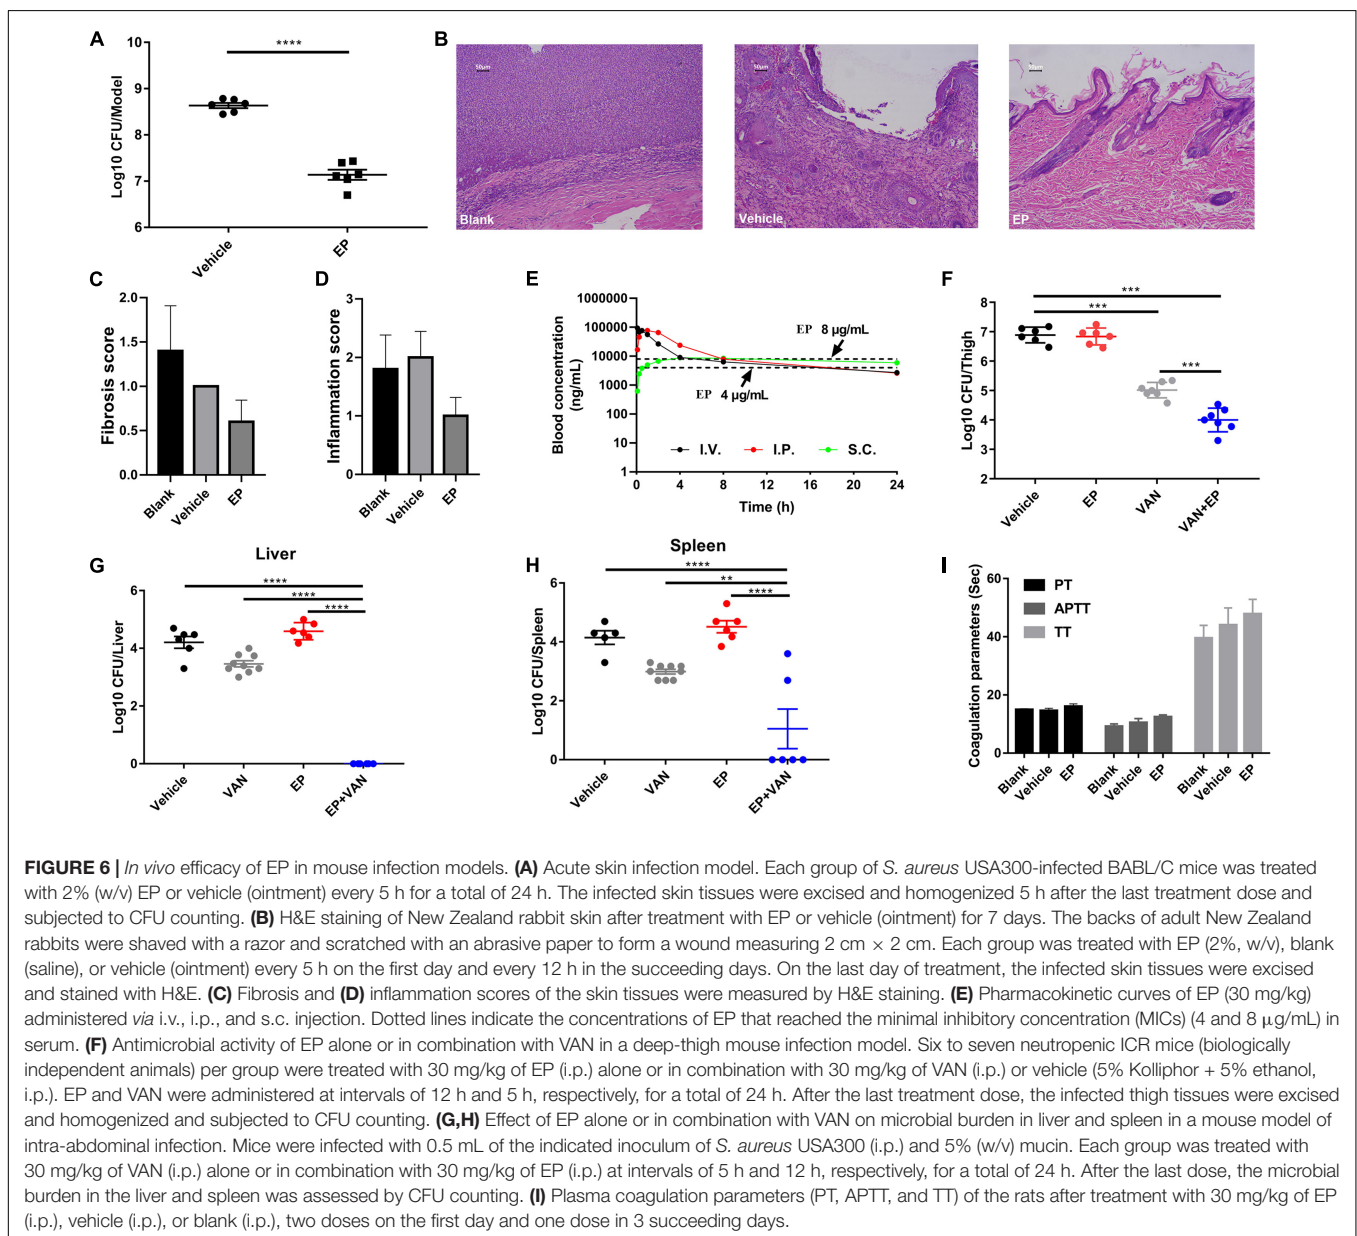 A
10
9
8
7
6
Log10 CFU/Model
****
Vehicle
EP
B
50μm
Blank
50μm
Vehicle
50μm
EP
C
2.0
1.5
1.0
0.5
0.0
Fibrosis score
Blank
Vehicle
EP
D
3
2
1
0
Inflammation score
Blank
Vehicle
EP
E
1000000
100000
10000
1000
100
10
1
Blood concentration
(ng/mL)
EP 8 μg/mL
EP 4 μg/mL
I.V.
I.P.
S.C.
0 4 8 12 16 20 24
Time (h)
F
8
7
6
5
4
3
2
Log10 CFU/Thigh
***
***
***
Vehicle
EP
VAN
VAN+EP
G
Liver
6
4
2
0
Log10 CFU/Liver
****
****
****
Vehicle
VAN
EP
EP+VAN
H
Spleen
6
4
2
0
Log10 CFU/Spleen
****
**
****
Vehicle
VAN
EP
EP+VAN
I
60
40
20
0
Coagulation parameters (Sec)
PT
APTT
TT
Blank
Vehicle
EP
Blank
Vehicle
EP
Blank
Vehicle
EP
FIGURE 6 | In vivo efficacy of EP in mouse infection models. (A) Acute skin infection model. Each group of S. aureus USA300-infected BABL/C mice was treated
with 2% (w/v) EP or vehicle (ointment) every 5 h for a total of 24 h. The infected skin tissues were excised and homogenized 5 h after the last treatment dose and
subjected to CFU counting. (B) H&E staining of New Zealand rabbit skin after treatment with EP or vehicle (ointment) for 7 days. The backs of adult New Zealand
rabbits were shaved with a razor and scratched with an abrasive paper to form a wound measuring 2 cm × 2 cm. Each group was treated with EP (2%, w/v), blank
(saline), or vehicle (ointment) every 5 h on the first day and every 12 h in the succeeding days. On the last day of treatment, the infected skin tissues were excised
and stained with H&E. (C) Fibrosis and (D) inflammation scores of the skin tissues were measured by H&E staining. (E) Pharmacokinetic curves of EP (30 mg/kg)
administered via i.v., i.p., and s.c. injection. Dotted lines indicate the concentrations of EP that reached the minimal inhibitory concentration (MICs) (4 and 8 μg/mL) in
serum. (F) Antimicrobial activity of EP alone or in combination with VAN in a deep-thigh mouse infection model. Six to seven neutropenic ICR mice (biologically
independent animals) per group were treated with 30 mg/kg of EP (i.p.) alone or in combination with 30 mg/kg of VAN (i.p.) or vehicle (5% Kolliphor + 5% ethanol,
i.p.). EP and VAN were administered at intervals of 12 h and 5 h, respectively, for a total of 24 h. After the last treatment dose, the infected thigh tissues were excised
and homogenized and subjected to CFU counting. (G,H) Effect of EP alone or in combination with VAN on microbial burden in liver and spleen in a mouse model of
intra-abdominal infection. Mice were infected with 0.5 mL of the indicated inoculum of S. aureus USA300 (i.p.) and 5% (w/v) mucin. Each group was treated with
30 mg/kg of VAN (i.p.) alone or in combination with 30 mg/kg of EP (i.p.) at intervals of 5 h and 12 h, respectively, for a total of 24 h. After the last dose, the microbial
burden in the liver and spleen was assessed by CFU counting. (I) Plasma coagulation parameters (PT, APTT, and TT) of the rats after treatment with 30 mg/kg of EP
(i.p.), vehicle (i.p.), or blank (i.p.), two doses on the first day and one dose in 3 succeeding days.